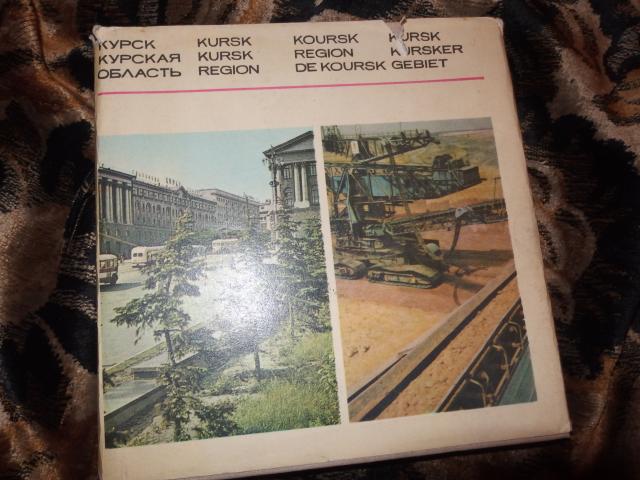 КУРСК KURSK KOURSK KURSK
КУРСКАЯ KURSK REGION KURSKER
ОБЛАСТЬ REGION DE KOURSK GEBIET